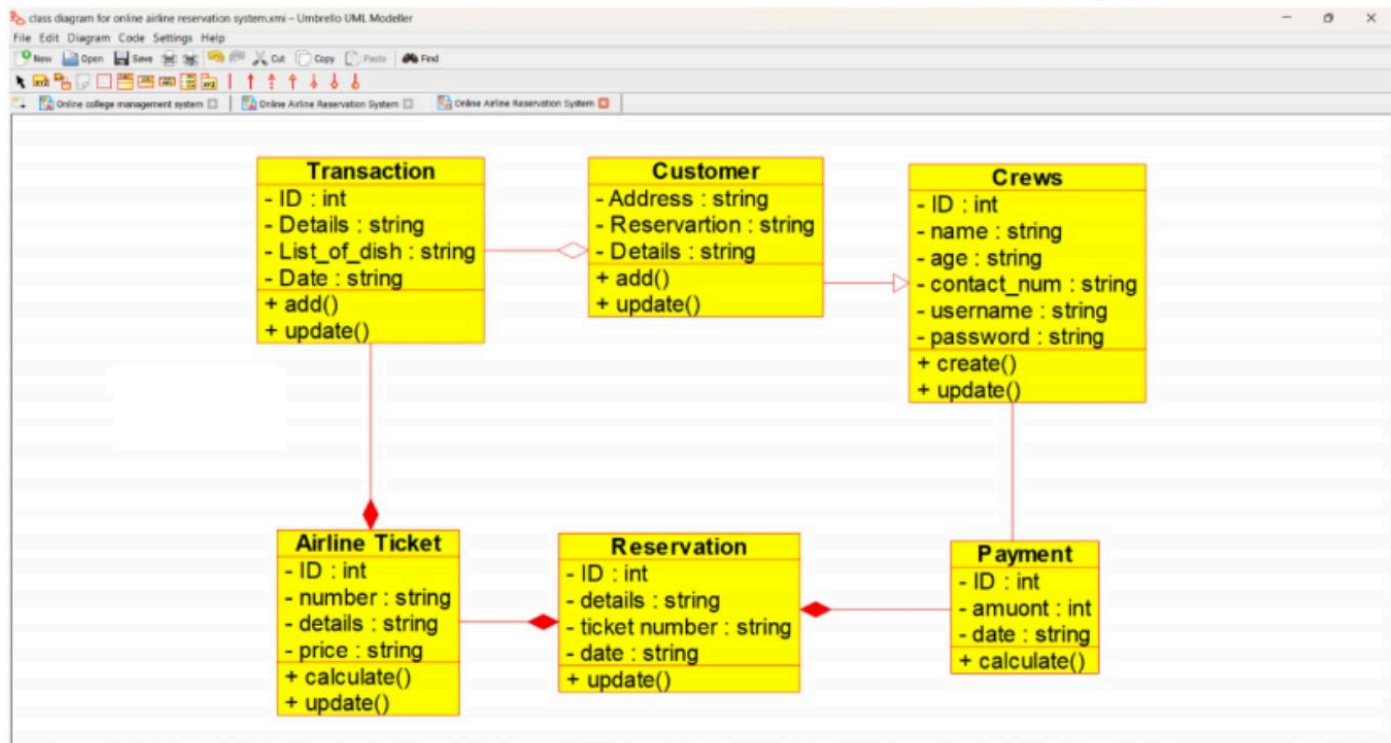 class diagram for online airline reservation system.xmi – Umbrello UML Modeller
File Edit Diagram Code Settings Help
New Open Save Cut Copy Paste Find
Online college management system Online Airline Reservation System Online Airline Reservation System
Transaction
- ID : int
- Details : string
- List_of_dish : string
- Date : string
+ add()
+ update()
Customer
- Address : string
- Reservartion : string
- Details : string
+ add()
+ update()
Crews
- ID : int
- name : string
- age : string
- contact_num : string
- username : string
- password : string
+ create()
+ update()
Airline Ticket
- ID : int
- number : string
- details : string
- price : string
+ calculate()
+ update()
Reservation
- ID : int
- details : string
- ticket number : string
- date : string
+ update()
Payment
- ID : int
- amuont : int
- date : string
+ calculate()